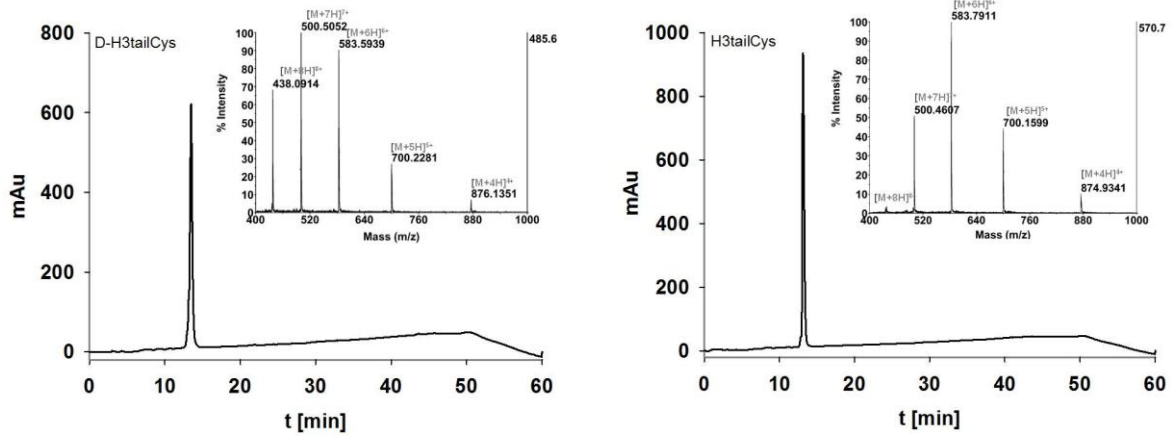 800
600
400
200
0
mAu
D-H3tailCys
0 10 20 30 40 50 60
t [min]
100
90
80
70
60
50
40
30
20
10
0
% Intensity
[M+7H]⁷⁺
500.5052
[M+6H]⁶⁺
583.5939
[M+8H]⁸⁺
438.0914
[M+5H]⁵⁺
700.2281
[M+4H]⁴⁺
876.1351
485.6
400 520 640 760 880 1000
Mass (m/z)
1000
800
600
400
200
0
mAu
H3tailCys
0 10 20 30 40 50 60
t [min]
100
90
80
70
60
50
40
30
20
10
0
% Intensity
[M+6H]⁶⁺
583.7911
570.7
[M+7H]⁷⁺
500.4607
[M+5H]⁵⁺
700.1599
[M+4H]⁴⁺
874.9341
[M+8H]⁸
400 520 640 760 880 1000
Mass (m/z)